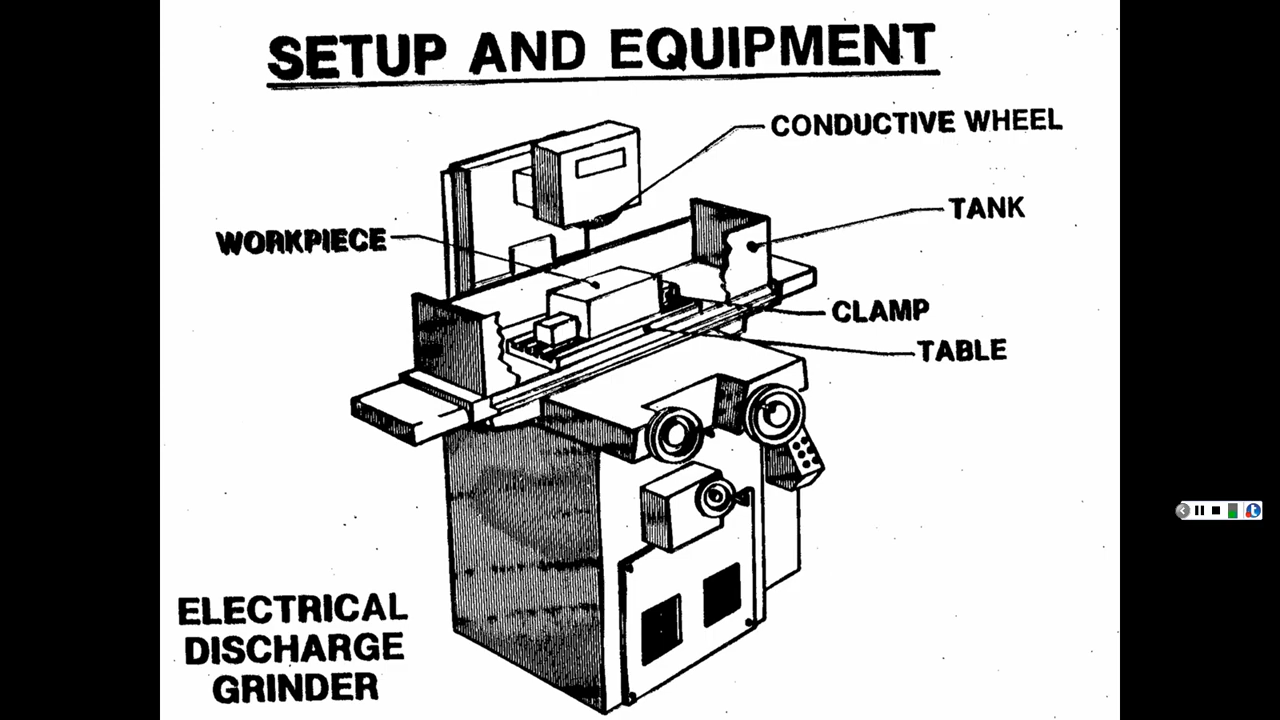 SETUP AND EQUIPMENT
CONDUCTIVE WHEEL
TANK
WORKPIECE
CLAMP
TABLE
ELECTRICAL
DISCHARGE
GRINDER